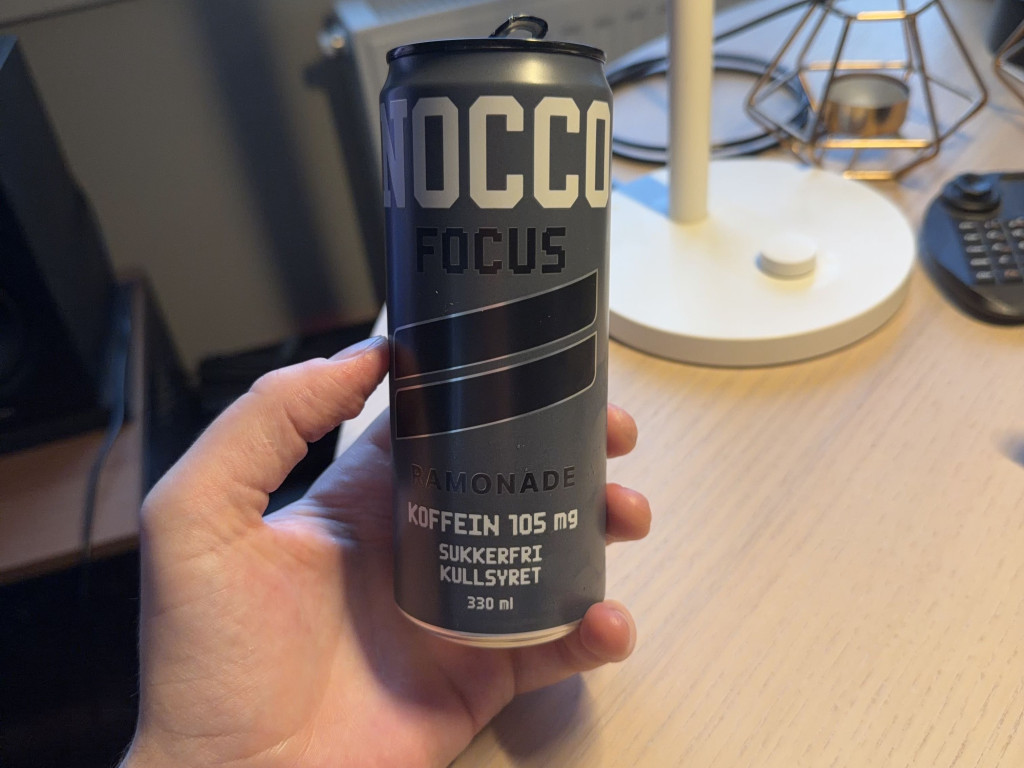 NOCCO
FOCUS
RAMONADE
KOFFEIN 105 mg
SUKKERFRI
KULLSYRET
330 ml